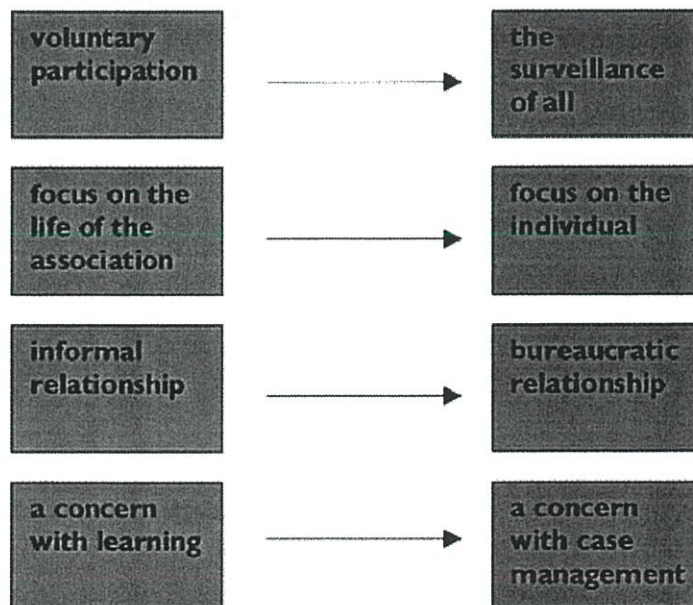 voluntary
participation
the
surveillance
of all
focus on the
life of the
association
focus on the
individual
informal
relationship
bureaucratic
relationship
a concern
with learning
a concern
with case
management